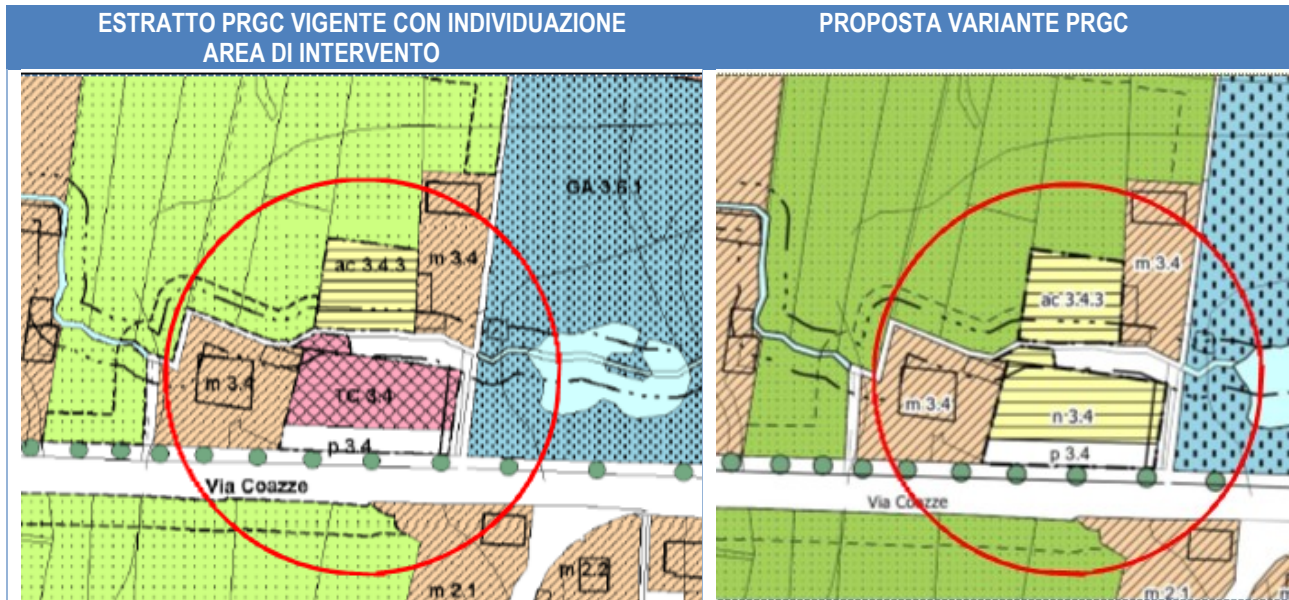 ESTRATTO PRGC VIGENTE CON INDIVIDUAZIONE
AREA DI INTERVENTO
PROPOSTA VARIANTE PRGC
GA 3.6.1
ac 3.4.3
m 3.4
m 3.4
TC 3.4
p 3.4
Via Coazze
m 2.1
m 2.2
m 3.4
ac 3.4.3
m 3.4
n 3.4
p 3.4
Via Coazze
m 2.1